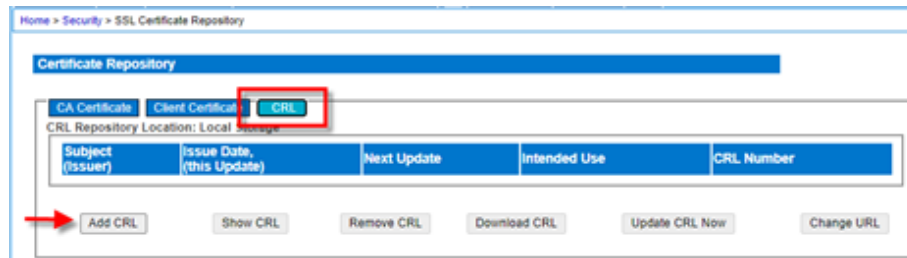 Home > Security > SSL Certificate Repository
Certificate Repository
CA Certificate Client Certificate CRL
CRL Repository Location: Local Storage
Subject (Issuer) Issue Date, (this Update) Next Update Intended Use CRL Number
Add CRL Show CRL Remove CRL Download CRL Update CRL Now Change URL